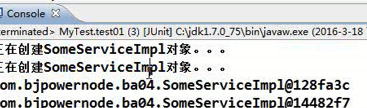 Console
terminated> MyTest.test01 (3) [JUnit] C:\jdk1.7.0_75\bin\javaw.exe (2016-3-18
正在创建SomeServiceImpl对象。。。
正在创建SomeServiceImpl对象。。。
om.bjpowernode.ba04.SomeServiceImpl@128fa3c
om.bjpowernode.ba04.SomeServiceImpl@14482f7